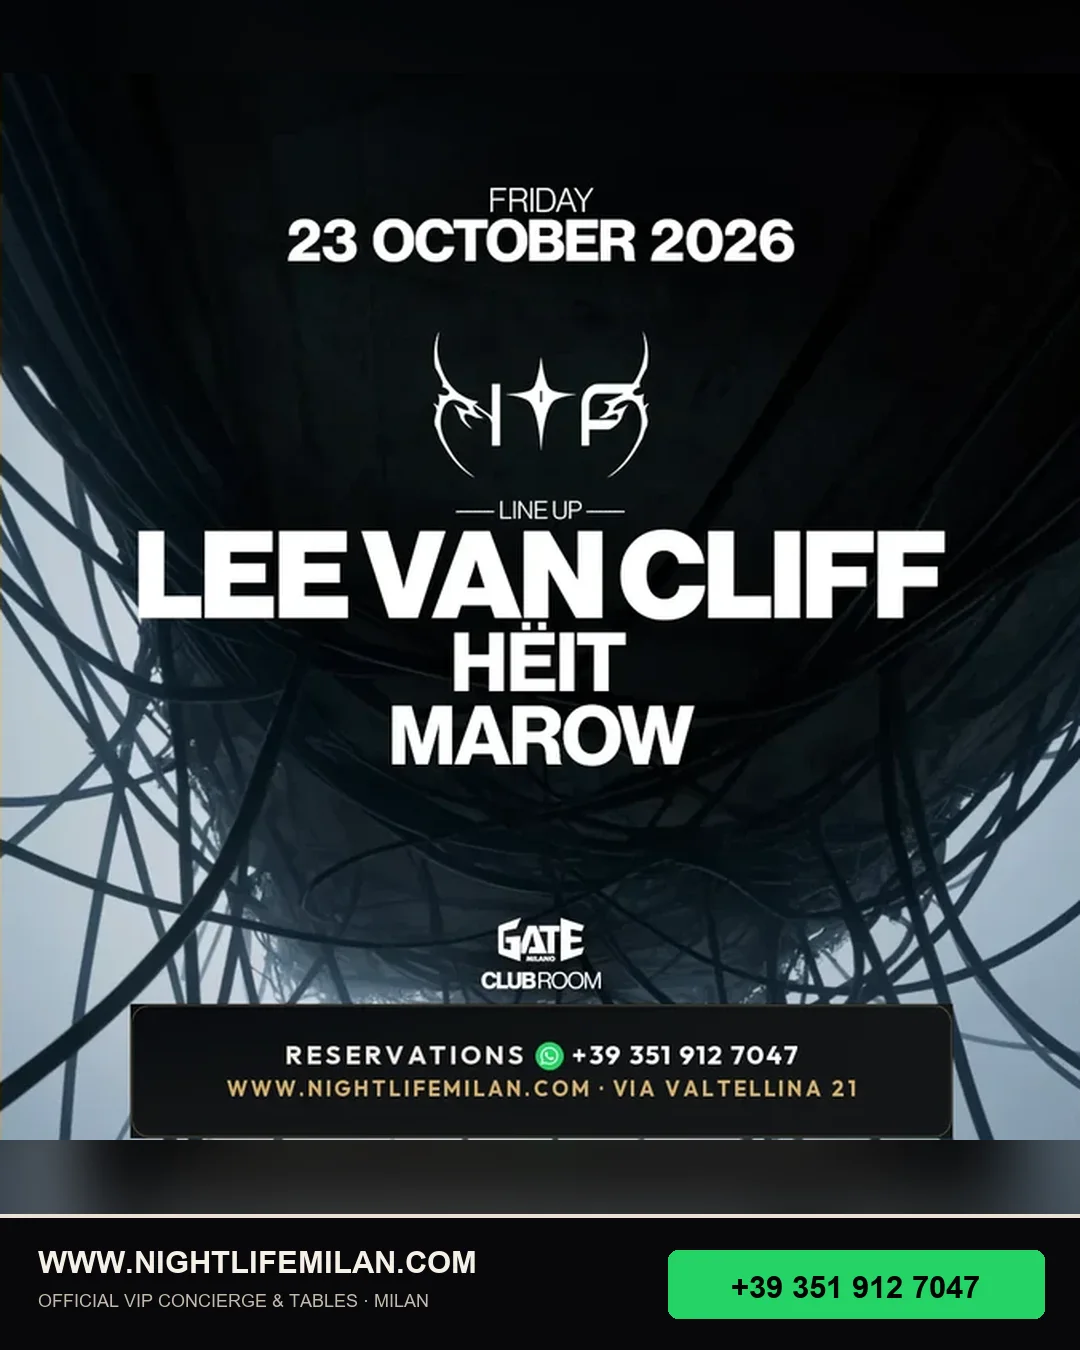 FRIDAY
23 OCTOBER 2026
LINE UP
LEE VAN CLIFF
HËIT
MAROW
GATE
MILANO
CLUBROOM
RESERVATIONS +39 351 912 7047
WWW.NIGHTLIFEMILAN.COM · VIA VALTELLINA 21
WWW.NIGHTLIFEMILAN.COM
OFFICIAL VIP CONCIERGE & TABLES · MILAN
+39 351 912 7047